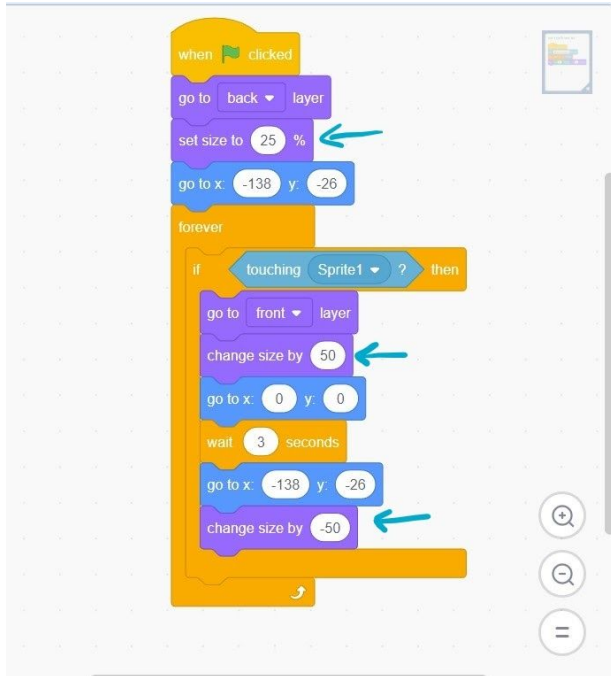 when clicked
go to back layer
set size to 25 %
go to x: -138 y: -26
forever
if touching Sprite1 ? then
go to front layer
change size by 50
go to x: 0 y: 0
wait 3 seconds
go to x: -138 y: -26
change size by -50